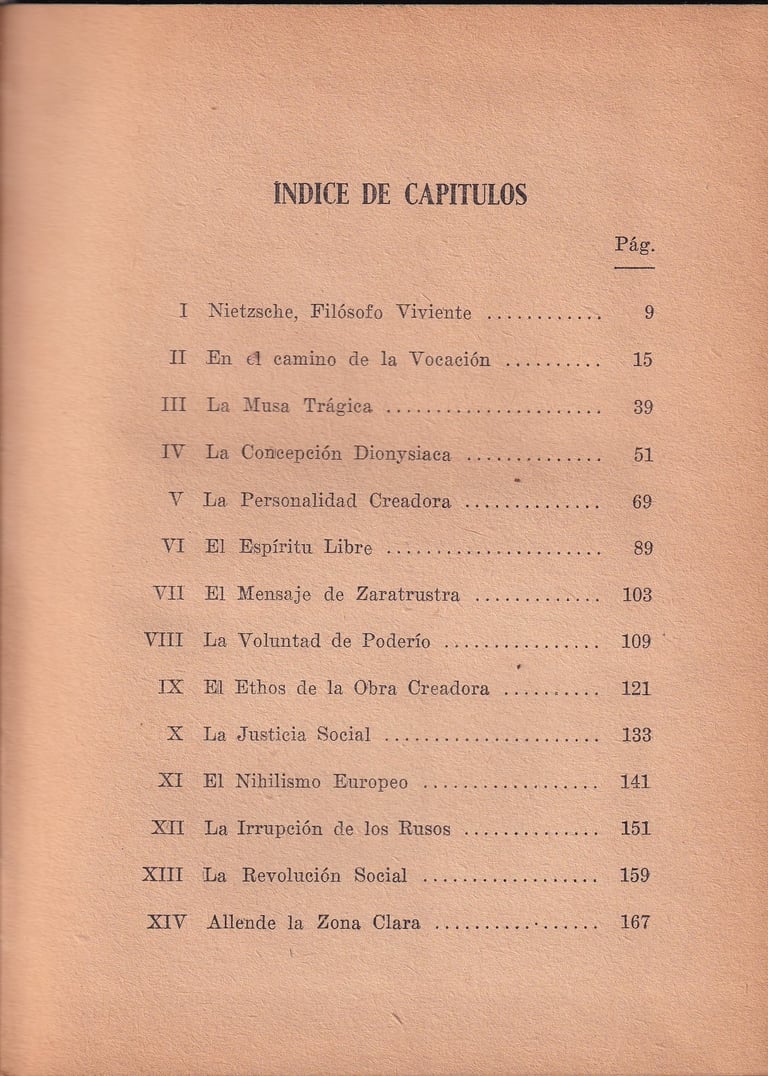 INDICE DE CAPITULOS
Pág.
I Nietzsche, Filósofo Viviente ............ 9
II En el camino de la Vocación .......... 15
III La Musa Trágica ...................... 39
IV La Concepción Dionysiaca .............. 51
V La Personalidad Creadora .............. 69
VI El Espíritu Libre ...................... 89
VII El Mensaje de Zaratrustra ............. 103
VIII La Voluntad de Poderío ................ 109
IX El Ethos de la Obra Creadora .......... 121
X La Justicia Social ...................... 133
XI El Nihilismo Europeo .................. 141
XII La Irrupción de los Rusos .............. 151
XIII La Revolución Social .................. 159
XIV Allende la Zona Clara ................. 167